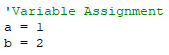 'Variable Assignment
a = 1
b = 2